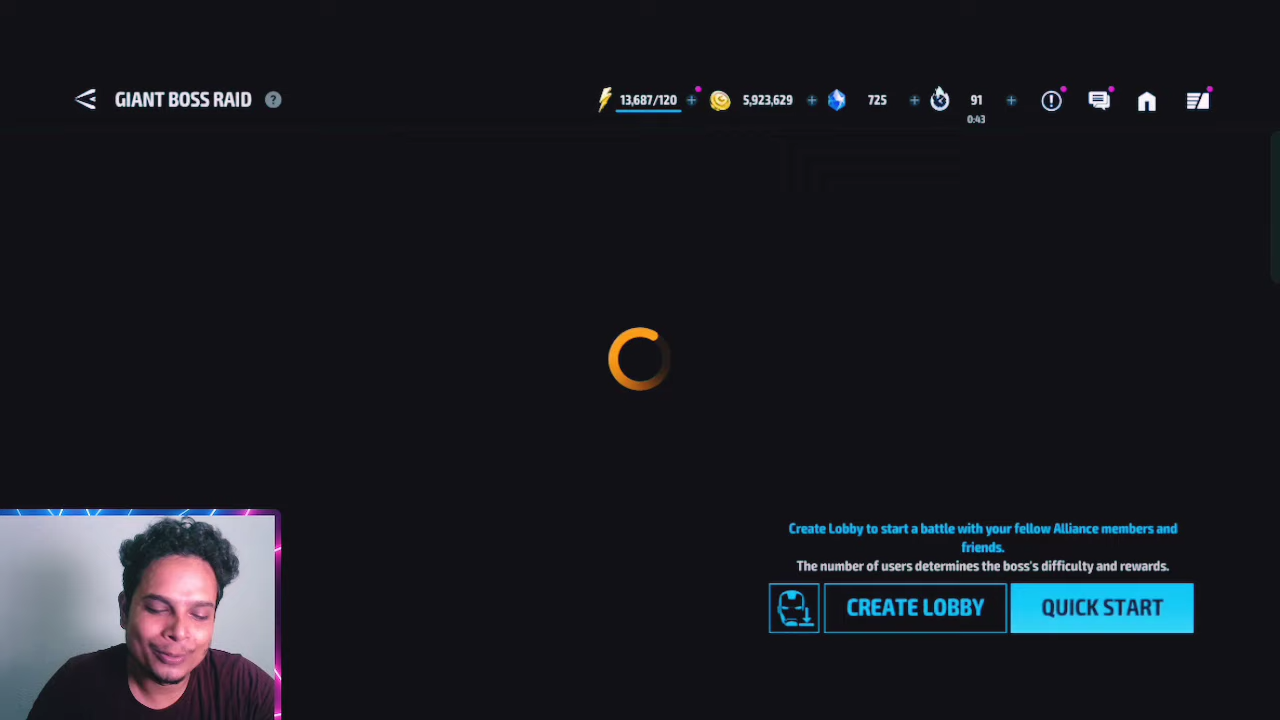 GIANT BOSS RAID ?
13,687/120 + 5,923,629 + 725 + 91 +
0:43
Create Lobby to start a battle with your fellow Alliance members and
friends.
The number of users determines the boss's difficulty and rewards.
CREATE LOBBY
QUICK START